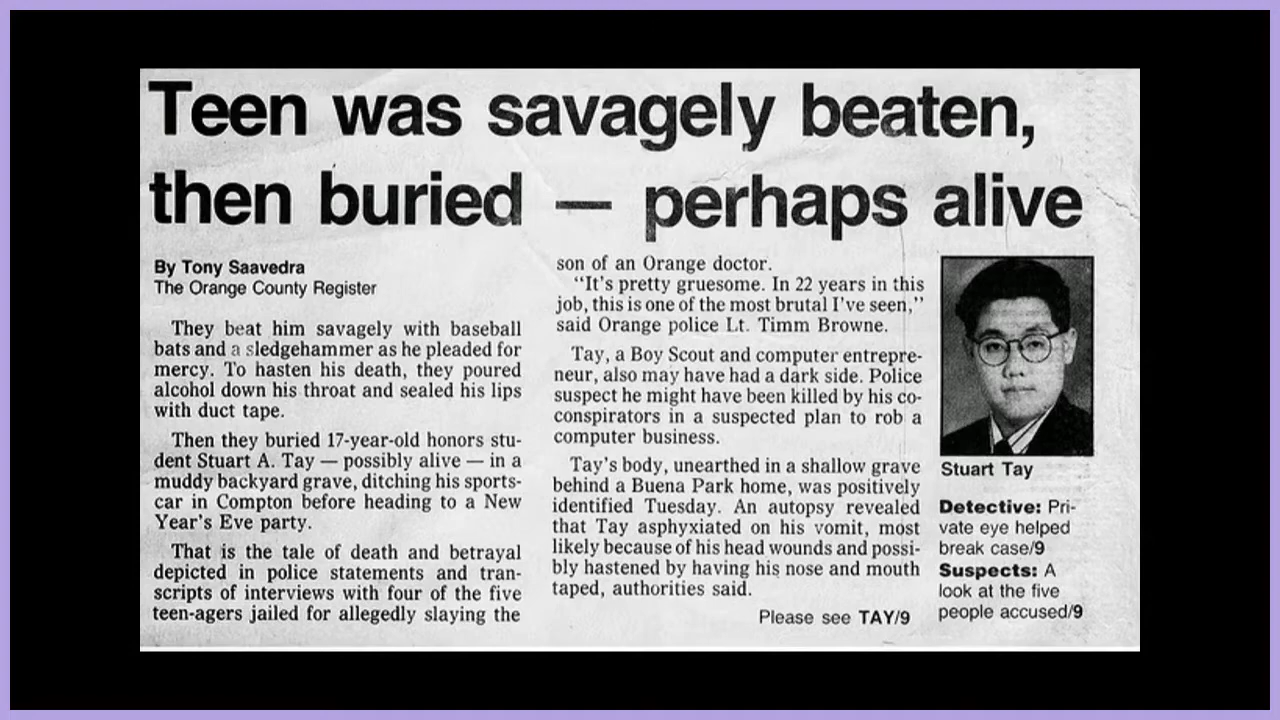 Teen was savagely beaten,
then buried — perhaps alive
By Tony Saavedra
The Orange County Register
They beat him savagely with baseball
bats and a sledgehammer as he pleaded for
mercy. To hasten his death, they poured
alcohol down his throat and sealed his lips
with duct tape.
Then they buried 17-year-old honors stu-
dent Stuart A. Tay — possibly alive — in a
muddy backyard grave, ditching his sports-
car in Compton before heading to a New
Year's Eve party.
That is the tale of death and betrayal
depicted in police statements and tran-
scripts of interviews with four of the five
teen-agers jailed for allegedly slaying the
son of an Orange doctor.
“It's pretty gruesome. In 22 years in this
job, this is one of the most brutal I've seen,”
said Orange police Lt. Timm Browne.
Tay, a Boy Scout and computer entrepre-
neur, also may have had a dark side. Police
suspect he might have been killed by his co-
conspirators in a suspected plan to rob a
computer business.
Tay's body, unearthed in a shallow grave
behind a Buena Park home, was positively
identified Tuesday. An autopsy revealed
that Tay asphyxiated on his vomit, most
likely because of his head wounds and possi-
bly hastened by having his nose and mouth
taped, authorities said.
Please see TAY/9
Stuart Tay
Detective: Pri-
vate eye helped
break case/9
Suspects: A
look at the five
people accused/9